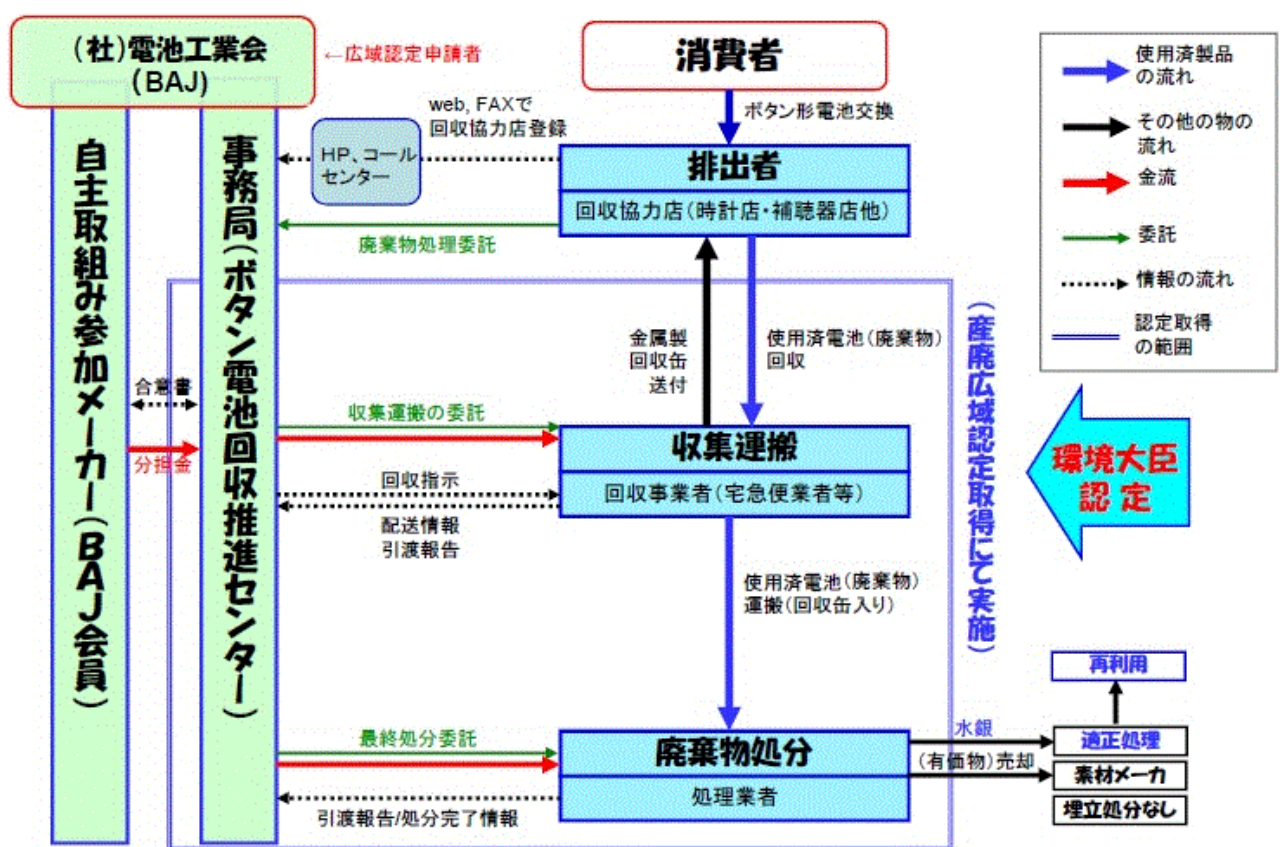 (社)電池工業会
(BAJ)
←広域認定申請者
消費者
web, FAXで
回収協力店登録
ボタン形電池交換
HP、コール
センター
排出者
回収協力店(時計店・補聴器店他)
廃棄物処理委託
自主取組み参加メーカー(BAJ会員)
事務局(ボタン電池回収推進センター)
合意書
分担金
金属製
回収缶
送付
使用済電池(廃棄物)
回収
収集運搬の委託
収集運搬
回収事業者(宅急便業者等)
回収指示
配送情報
引渡報告
使用済電池(廃棄物)
運搬(回収缶入り)
(産廃広域認定取得にて実施)
最終処分委託
廃棄物処分
処理業者
引渡報告/処分完了情報
水銀
(有価物)売却
再利用
適正処理
素材メーカ
埋立処分なし
使用済製品
の流れ
その他の物の
流れ
金流
委託
情報の流れ
認定取得
の範囲
環境大臣
認定